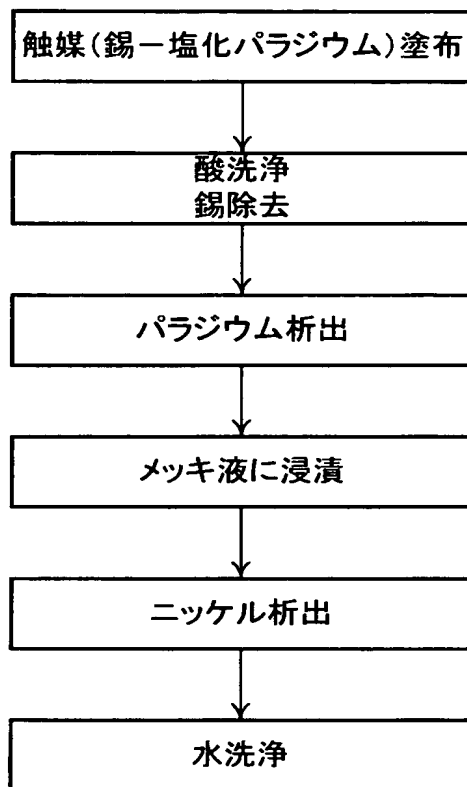 触媒(錫－塩化パラジウム)塗布
酸洗浄
錫除去
パラジウム析出
メッキ液に浸漬
ニッケル析出
水洗浄